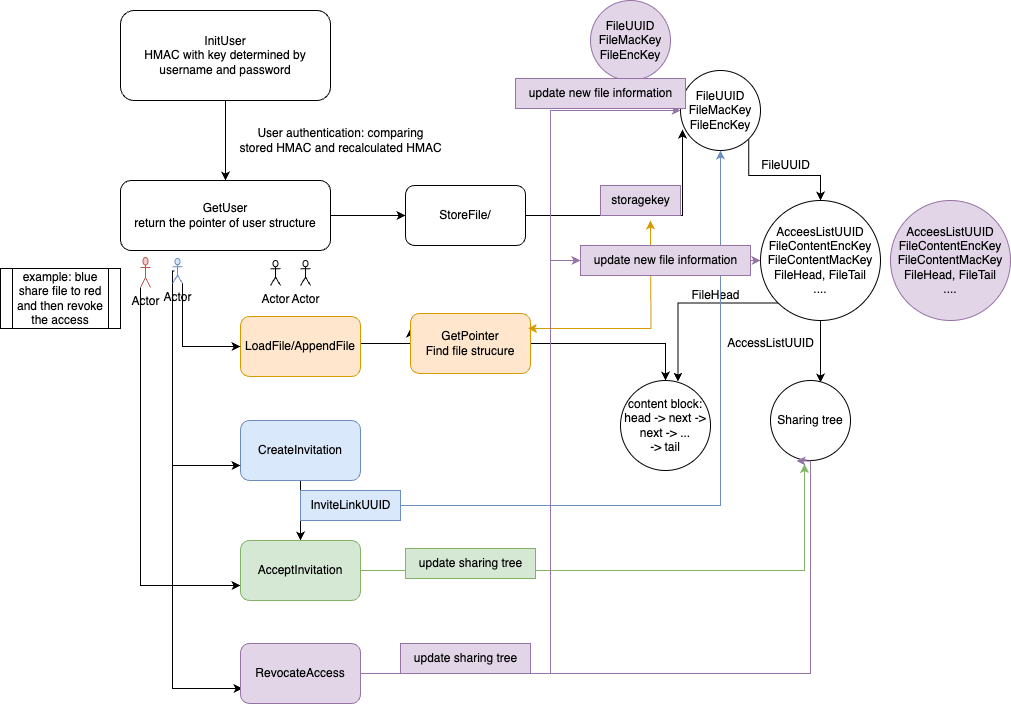 FileUUID
FileMacKey
FileEncKey
InitUser
HMAC with key determined by
username and password
update new file information
FileUUID
FileMacKey
FileEncKey
User authentication: comparing
stored HMAC and recalculated HMAC
FileUUID
GetUser
return the pointer of user structure
StoreFile/
storagekey
AcceesListUUID
FileContentEncKey
FileContentMacKey
FileHead, FileTail
....
AcceesListUUID
FileContentEncKey
FileContentMacKey
FileHead, FileTail
....
update new file information
example: blue
share file to red
and then revoke
the access
Actor
Actor
Actor
Actor
FileHead
LoadFile/AppendFile
GetPointer
Find file strucure
AccessListUUID
content block:
head -> next ->
next -> ...
-> tail
Sharing tree
CreateInvitation
InviteLinkUUID
AcceptInvitation
update sharing tree
RevocateAccess
update sharing tree